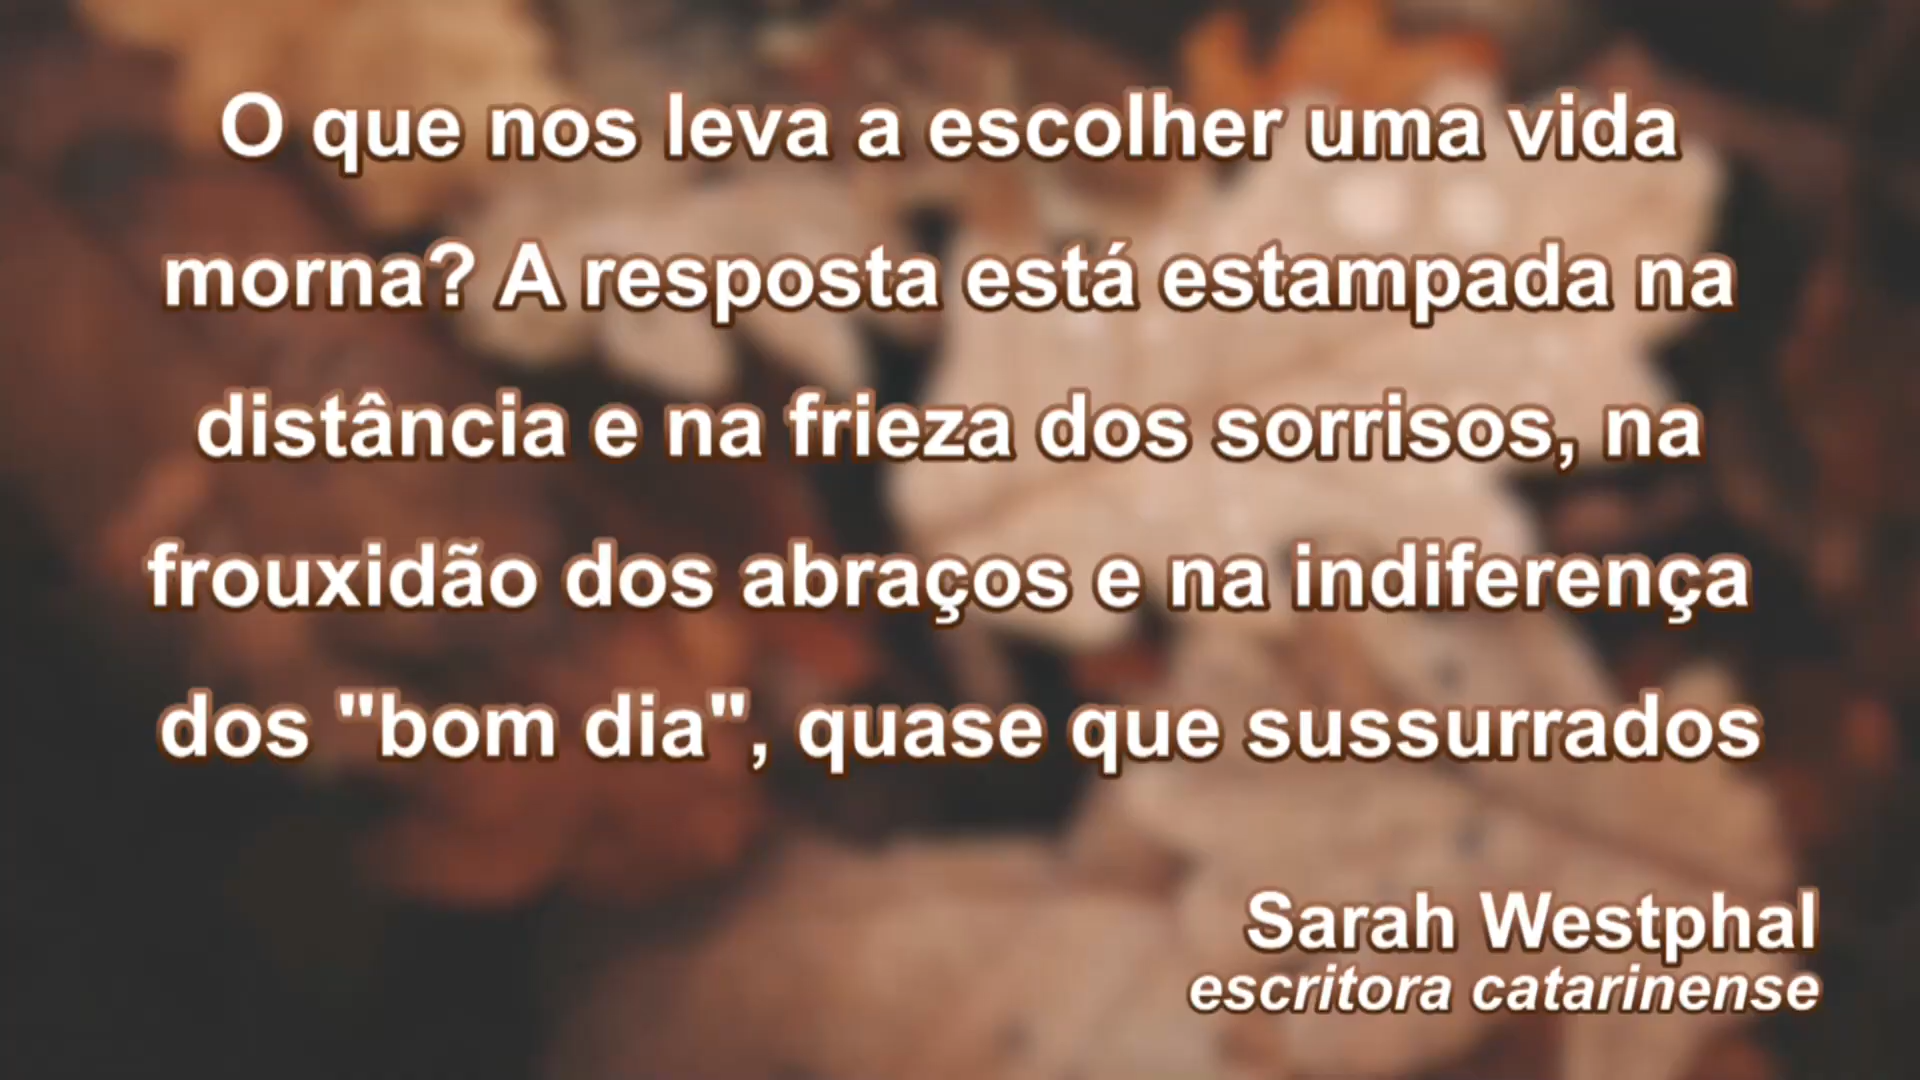 O que nos leva a escolher uma vida
morna? A resposta está estampada na
distância e na frieza dos sorrisos, na
frouxidão dos abraços e na indiferença
dos "bom dia", quase que sussurrados
Sarah Westphal
escritora catarinense